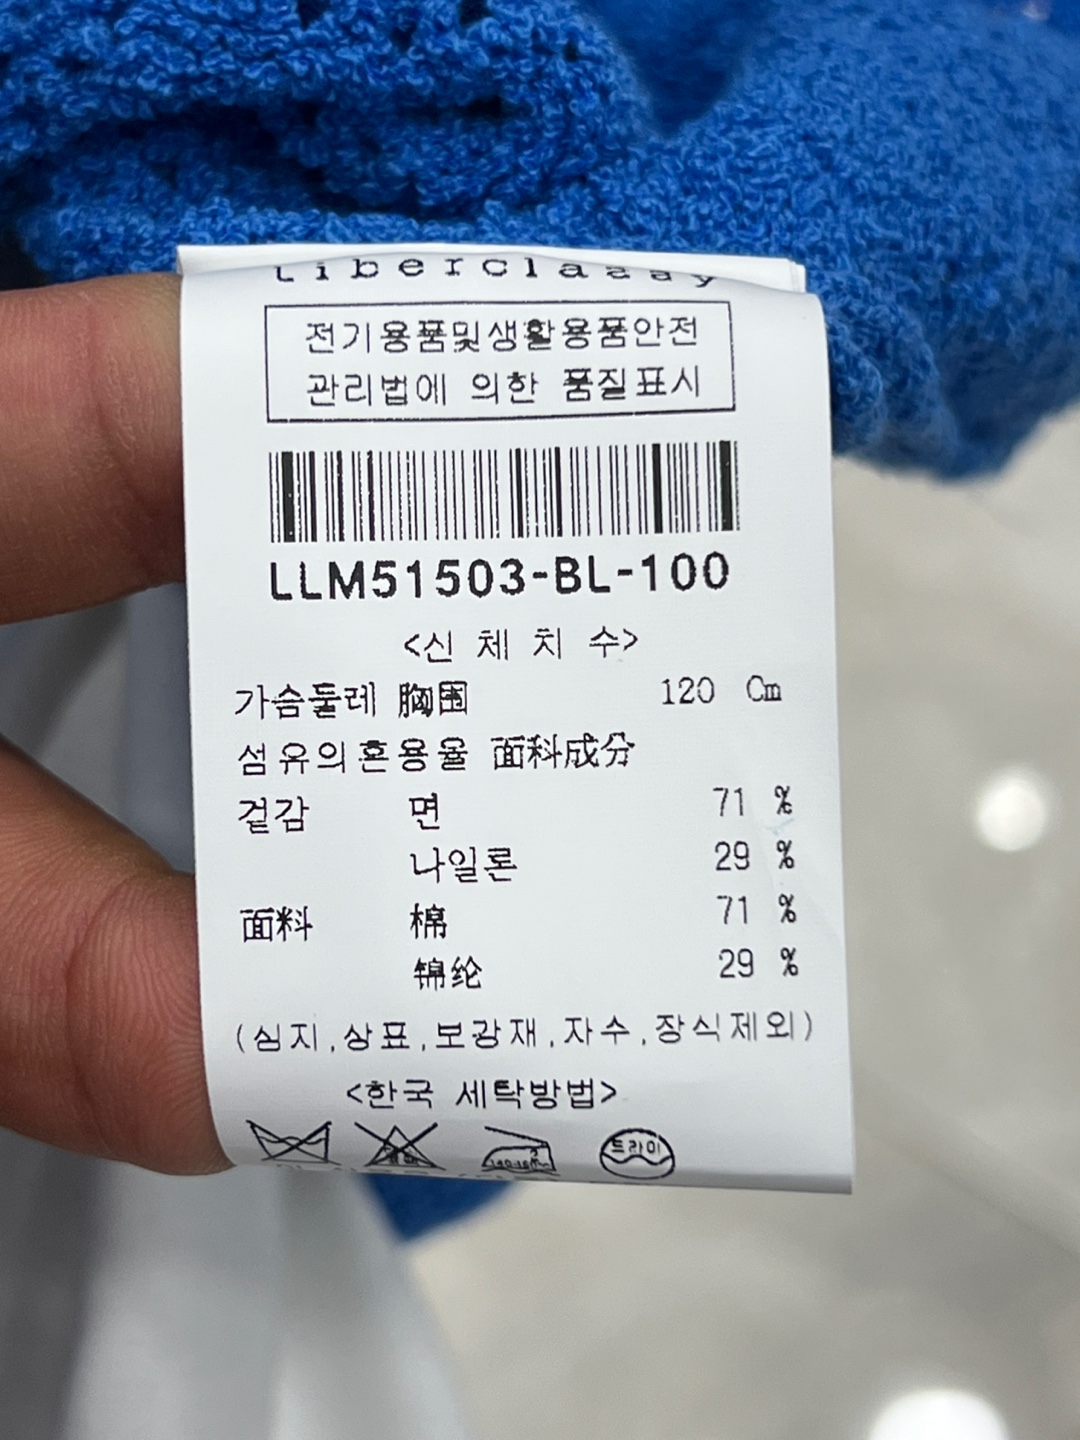 Liberclassy
전기용품및생활용품안전
관리법에 의한 품질표시
LLM51503-BL-100
<신 체 치 수>
가슴둘레 胸围 120 Cm
섬유의혼용율 面料成分
겉감 면 71 %
나일론 29 %
面料 棉 71 %
锦纶 29 %
(심지,상표,보강재,자수,장식제외)
<한국 세탁방법>
드라이